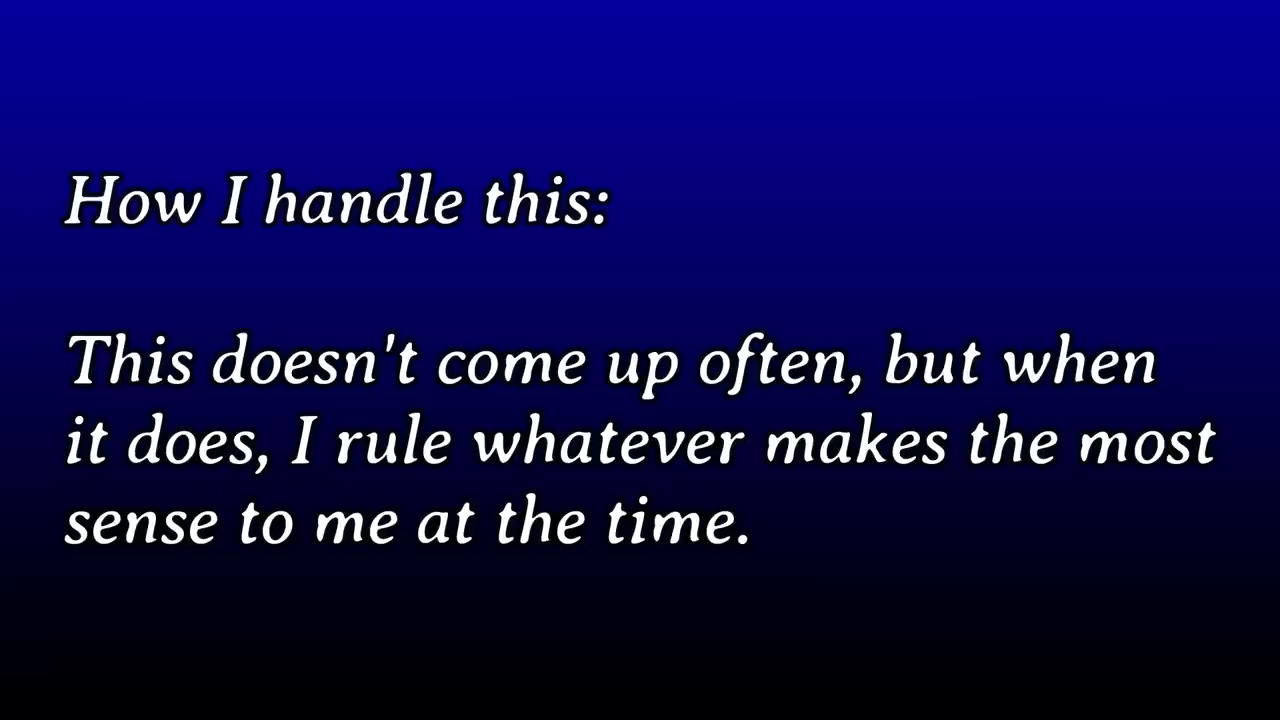 How I handle this:
This doesn't come up often, but when
it does, I rule whatever makes the most
sense to me at the time.